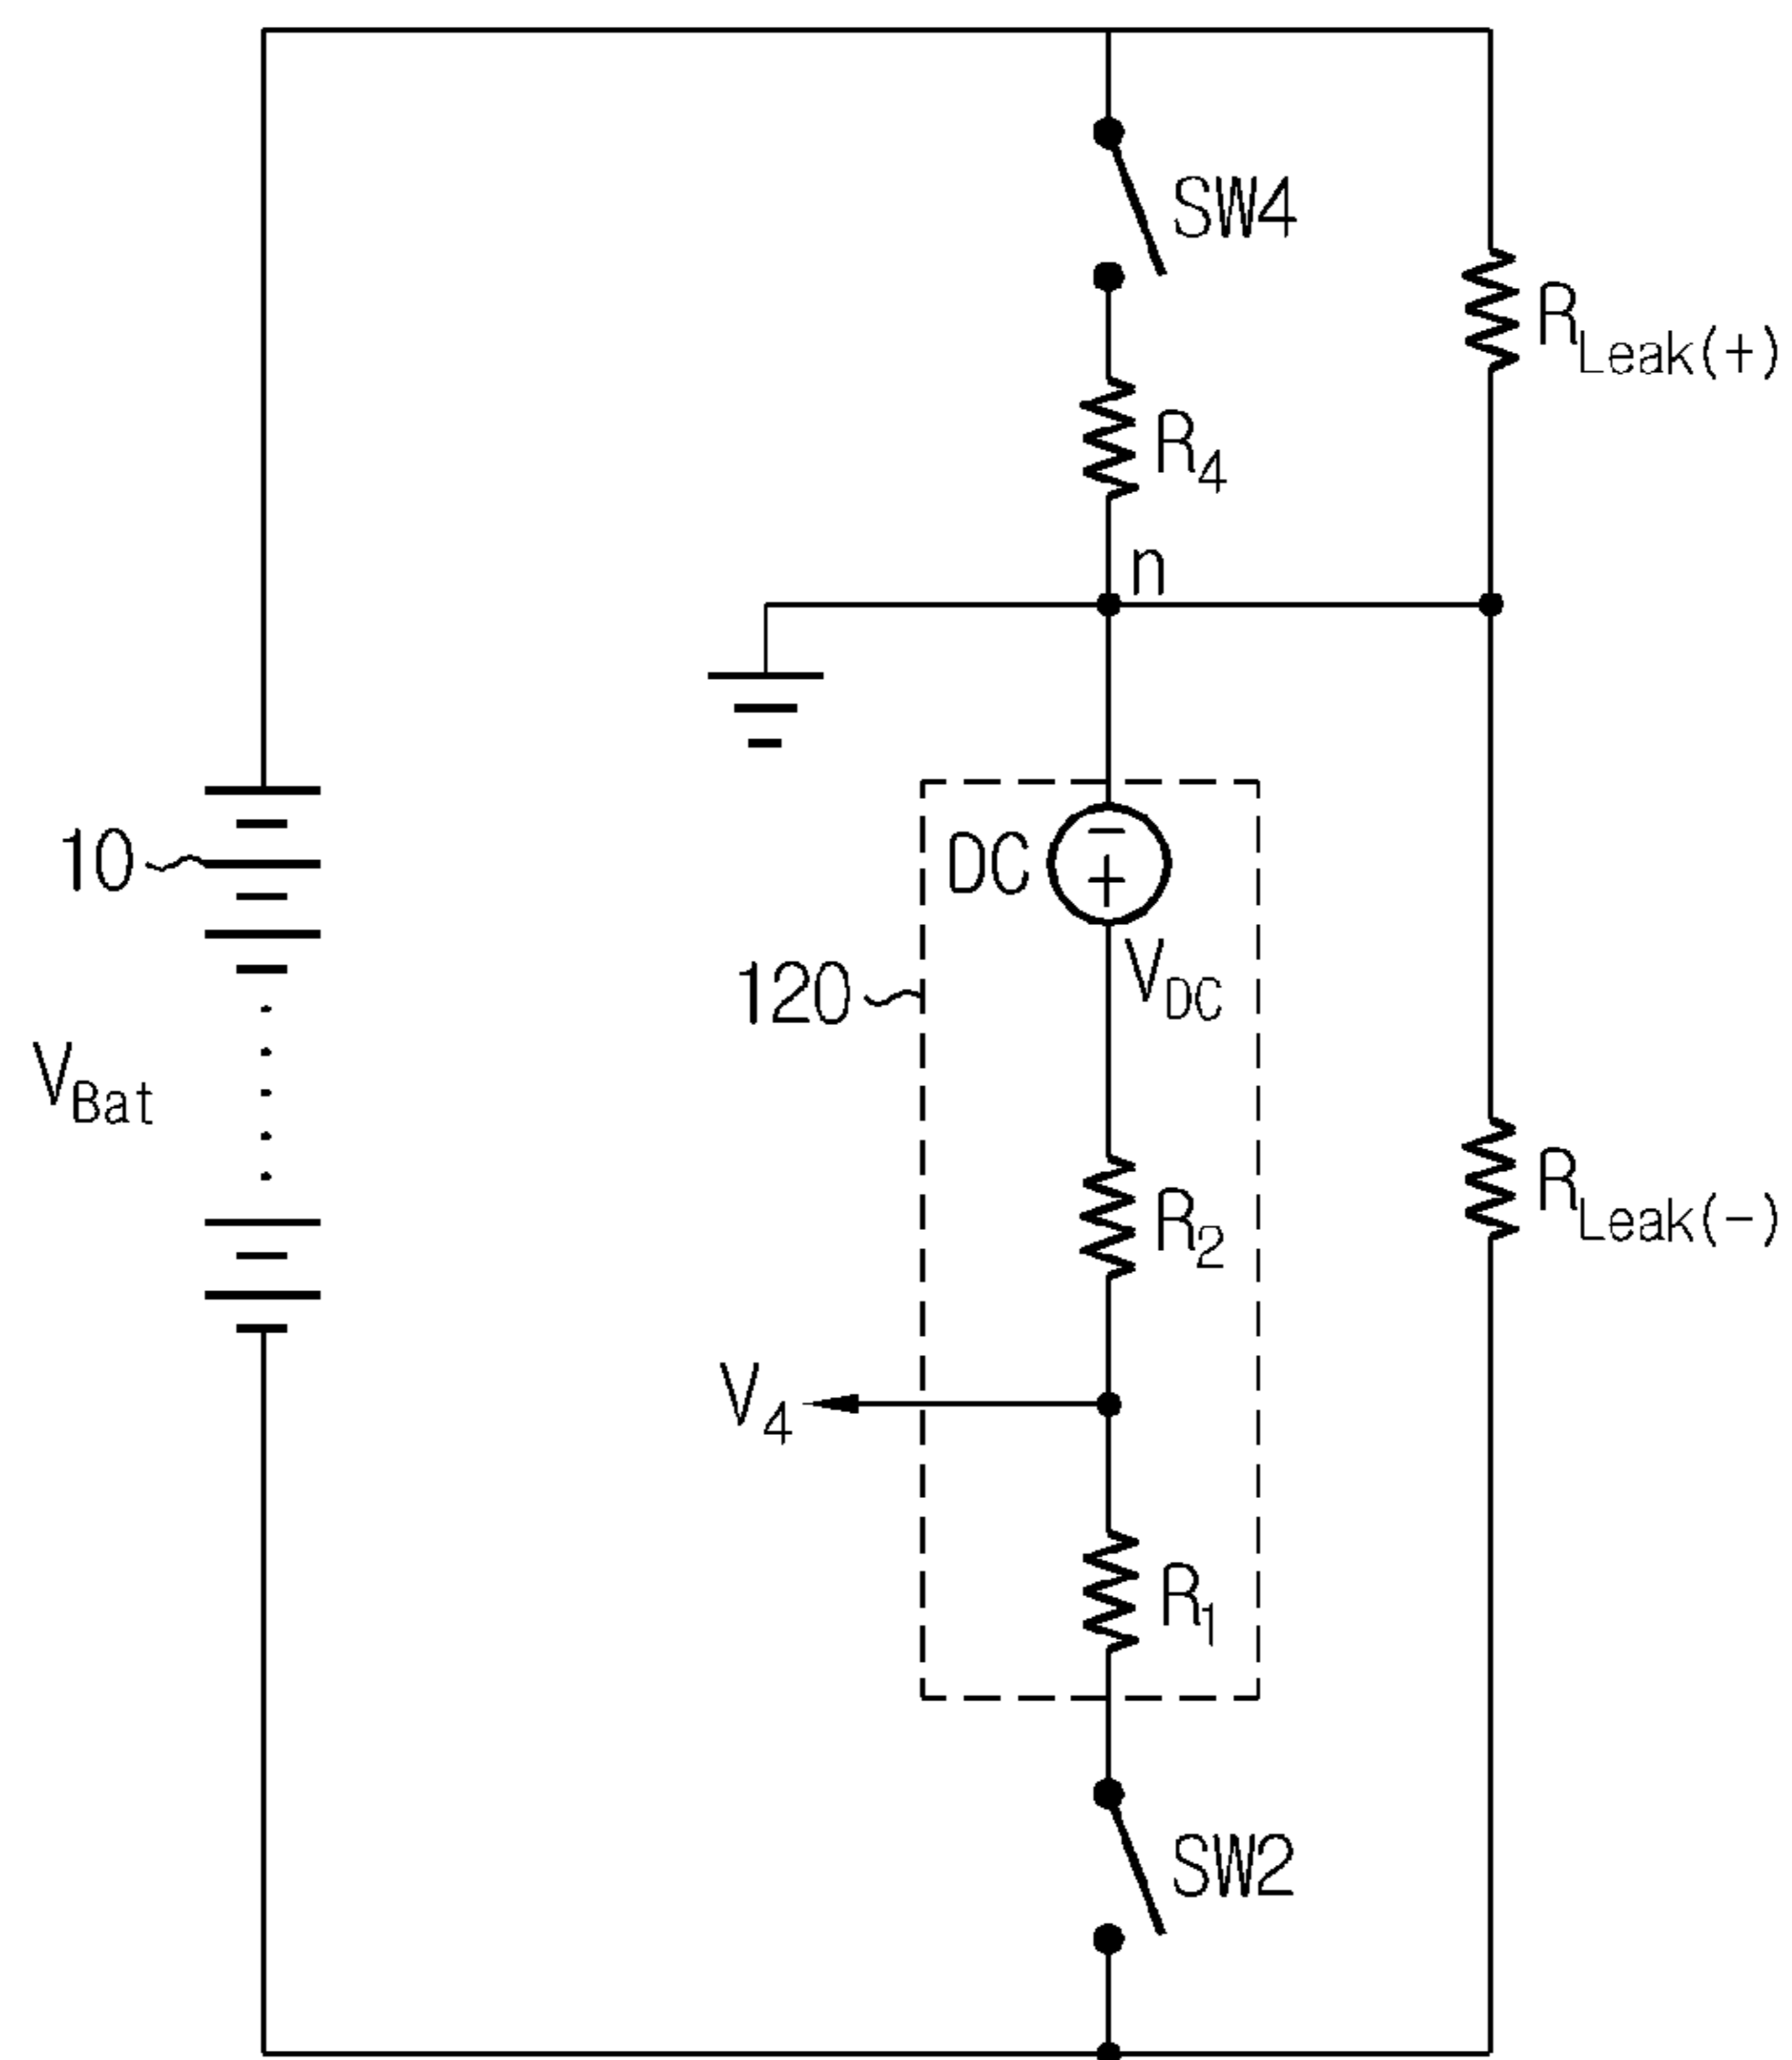 SW4
R4
RLeak(+)
n
10
DC
- +
VDC
120
VBat
R2
RLeak(-)
V4
R1
SW2